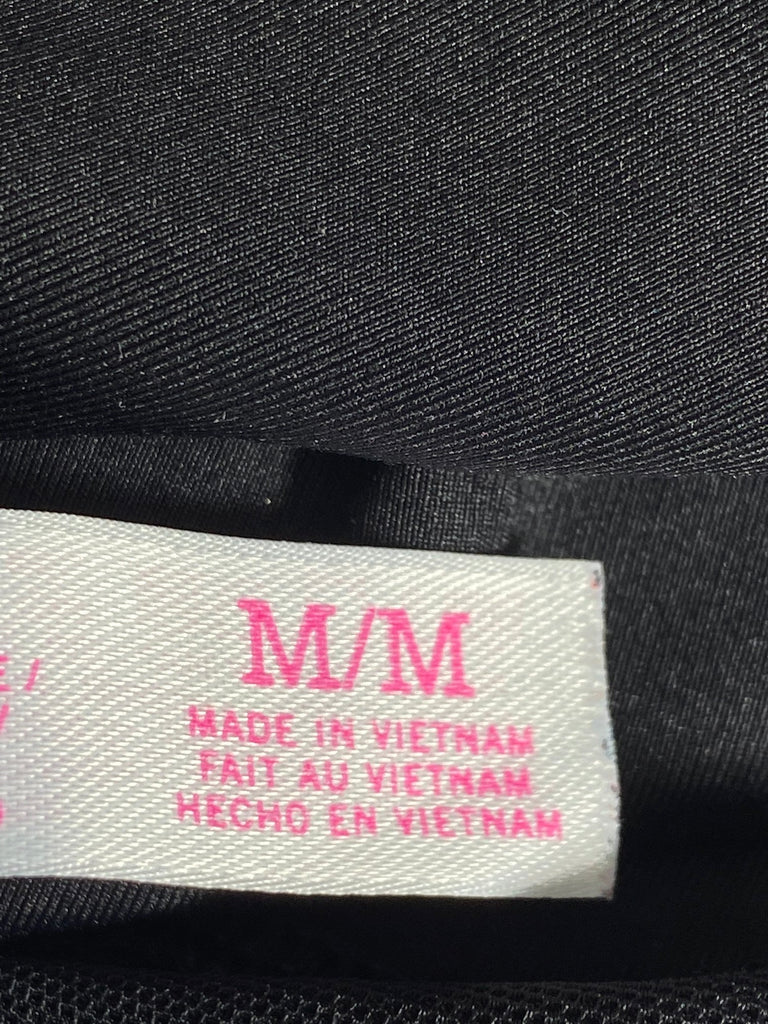 M/M
MADE IN VIETNAM
FAIT AU VIETNAM
HECHO EN VIETNAM